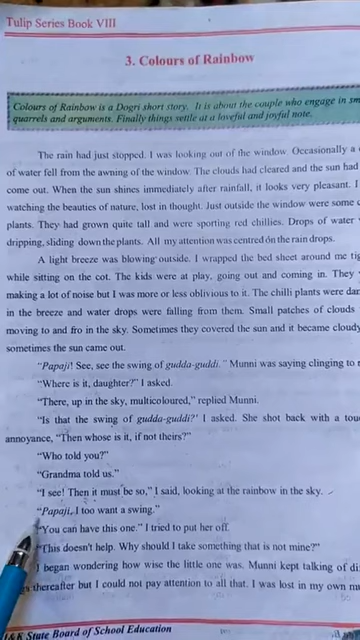 Tulip Series Book VIII
3. Colours of Rainbow
Colours of Rainbow is a Dogri short story. It is about the couple who engage in sm
quarrels and arguments. Finally things settle at a loveful and joyful note.
The rain had just stopped. I was looking out of the window. Occasionally a
of water fell from the awning of the window. The clouds had cleared and the sun had
come out. When the sun shines immediately after rainfall, it looks very pleasant. I
watching the beauties of nature, lost in thought. Just outside the window were some
plants. They had grown quite tall and were sporting red chillies. Drops of water
dripping, sliding down the plants. All my attention was centred on the rain drops.
A light breeze was blowing outside. I wrapped the bed sheet around me tig
while sitting on the cot. The kids were at play, going out and coming in. They
making a lot of noise but I was more or less oblivious to it. The chilli plants were dan
in the breeze and water drops were falling from them. Small patches of clouds
moving to and fro in the sky. Sometimes they covered the sun and it became cloudy
sometimes the sun came out.
"Papaji! See, see the swing of gudda-guddi." Munni was saying clinging to
"Where is it, daughter?" I asked.
"There, up in the sky, multicoloured," replied Munni.
"Is that the swing of gudda-guddi?' I asked. She shot back with a tou
annoyance, "Then whose is it, if not theirs?"
"Who told you?"
"Grandma told us."
"I see! Then it must be so," I said, looking at the rainbow in the sky.
"Papaji, I too want a swing."
"You can have this one." I tried to put her off.
"This doesn't help. Why should I take something that is not mine?"
I began wondering how wise the little one was. Munni kept talking of di
thereafter but I could not pay attention to all that. I was lost in my own
J&K State Board of School Education